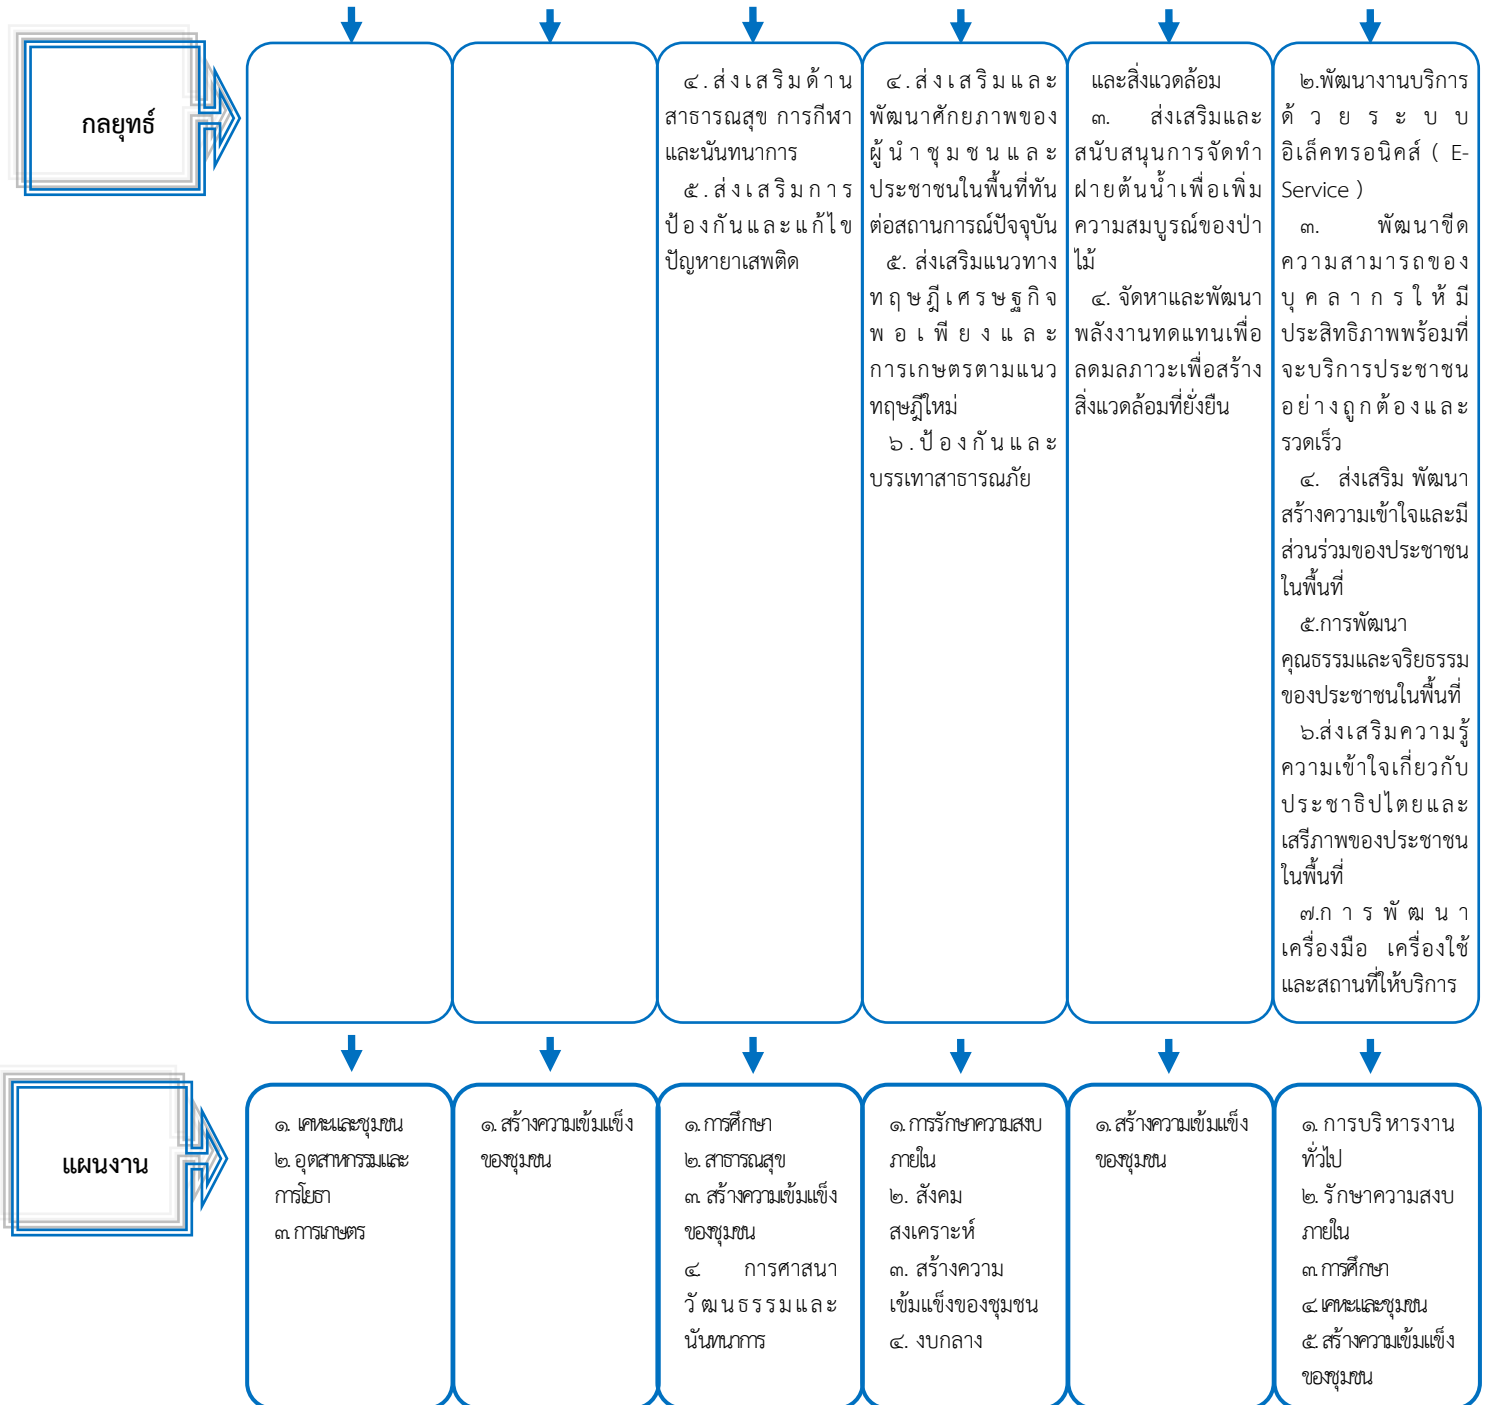 กลยุทธ์
๔.ส่งเสริมด้าน
สาธารณสุข การกีฬา
และนันทนาการ
๕.ส่งเสริมการ
ป้องกันและแก้ไข
ปัญหายาเสพติด
๔.ส่งเสริมและ
พัฒนาศักยภาพของ
ผู้นำชุมชนและ
ประชาชนในพื้นที่ทัน
ต่อสถานการณ์ปัจจุบัน
๕. ส่งเสริมแนวทาง
ทฤษฎีเศรษฐกิจ
พอเพียงและ
การเกษตรตามแนว
ทฤษฎีใหม่
๖.ป้องกันและ
บรรเทาสาธารณภัย
และสิ่งแวดล้อม
๓. ส่งเสริมและ
สนับสนุนการจัดทำ
ฝายต้นน้ำเพื่อเพิ่ม
ความสมบูรณ์ของป่า
ไม้
๔. จัดหาและพัฒนา
พลังงานทดแทนเพื่อ
ลดมลภาวะเพื่อสร้าง
สิ่งแวดล้อมที่ยั่งยืน
๒.พัฒนางานบริการ
ด้วยระบบ
อิเล็คทรอนิคส์ ( E-
Service )
๓. พัฒนาขีด
ความสามารถของ
บุคลากรให้มี
ประสิทธิภาพพร้อมที่
จะบริการประชาชน
อย่างถูกต้องและ
รวดเร็ว
๔. ส่งเสริม พัฒนา
สร้างความเข้าใจและมี
ส่วนร่วมของประชาชน
ในพื้นที่
๕.การพัฒนา
คุณธรรมและจริยธรรม
ของประชาชนในพื้นที่
๖.ส่งเสริมความรู้
ความเข้าใจเกี่ยวกับ
ประชาธิปไตยและ
เสรีภาพของประชาชน
ในพื้นที่
๗.การพัฒนา
เครื่องมือ เครื่องใช้
และสถานที่ให้บริการ
แผนงาน
๑. เคหะและชุมชน
๒. อุตสาหกรรมและ
การโยธา
๓. การเกษตร
๑. สร้างความเข้มแข็ง
ของชุมชน
๑. การศึกษา
๒. สาธารณสุข
๓. สร้างความเข้มแข็ง
ของชุมชน
๔. การศาสนา
วัฒนธรรมและ
นันทนาการ
๑. การรักษาความสงบ
ภายใน
๒. สังคม
สงเคราะห์
๓. สร้างความ
เข้มแข็งของชุมชน
๔. งบกลาง
๑. สร้างความเข้มแข็ง
ของชุมชน
๑. การบริหารงาน
ทั่วไป
๒. รักษาความสงบ
ภายใน
๓. การศึกษา
๔. เคหะและชุมชน
๕. สร้างความเข้มแข็ง
ของชุมชน